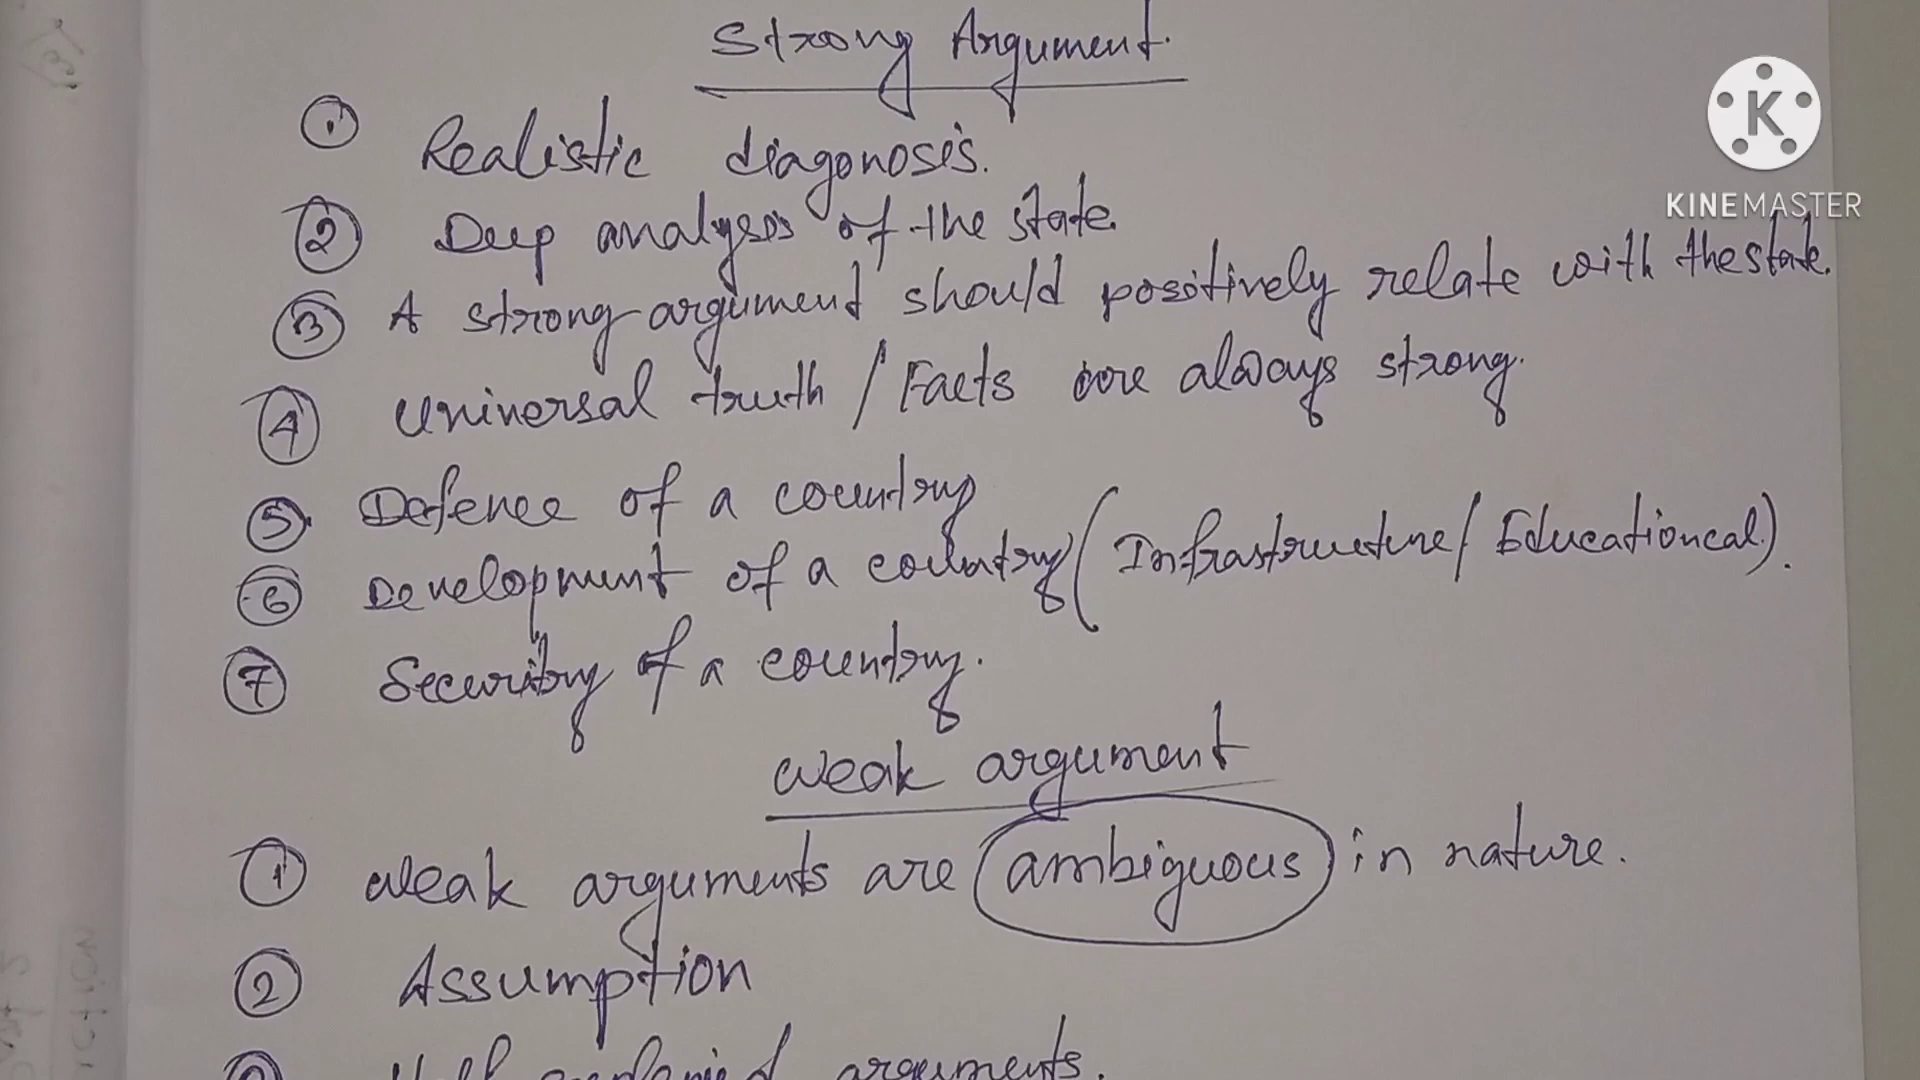 Strong Argument.
① Realistic diagonosis.
② Deep analysis of the state.
③ A strong argument should positively relate with the state.
④ universal truth / Facts are always strong.
⑤ Defence of a country
⑥ Development of a country (Infrastructure / Educational).
⑦ Security of a country.
weak argument
① weak arguments are ambiguous in nature.
② Assumption
arguments.
K
KINEMASTER